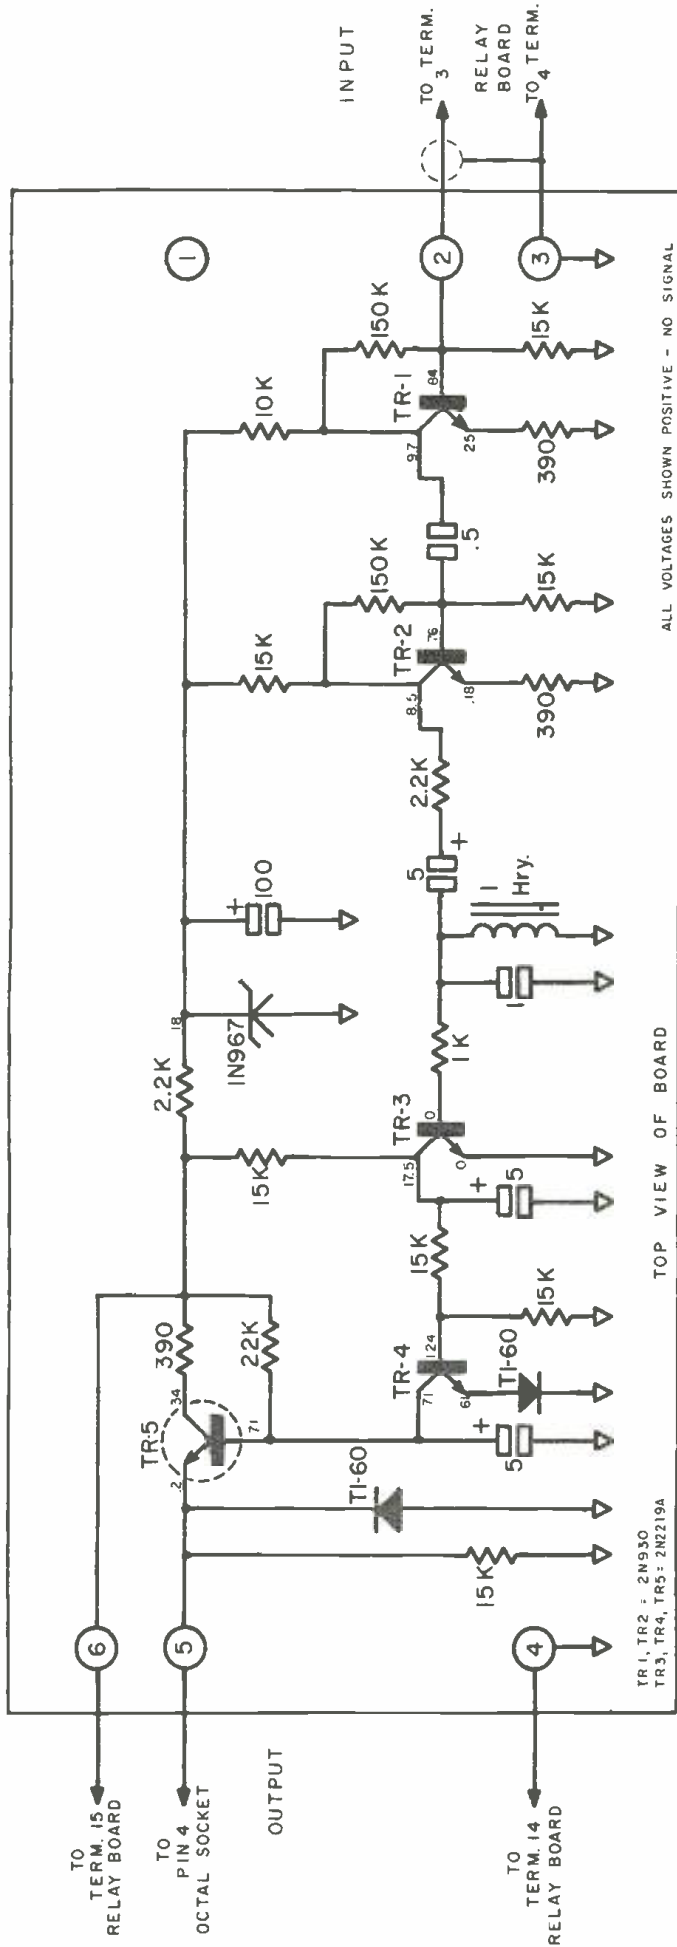 TO
TERM. 15
RELAY BOARD
TO
PIN 4
OCTAL SOCKET
OUTPUT
TO
TERM. 14
RELAY BOARD
6
5
4
TR-5
.2
34
.71
390
22K
TI-60
15K
5
+
TR-4
.71
.124
.61
TI-60
15K
15K
2.2K
15K
TR-3
17.5
0
0
+
5
1K
18
1N967
+
100
1
1
Hry.
5
+
2.2K
15K
150K
TR-2
8.5
.76
.18
390
15K
.5
10K
150K
TR-1
9.7
84
25
390
15K
1
2
3
INPUT
TO TERM.
3
RELAY
BOARD
TO TERM.
4
TR1, TR2 = 2N930
TR3, TR4, TR5 = 2N2219A
TOP VIEW OF BOARD
ALL VOLTAGES SHOWN POSITIVE - NO SIGNAL